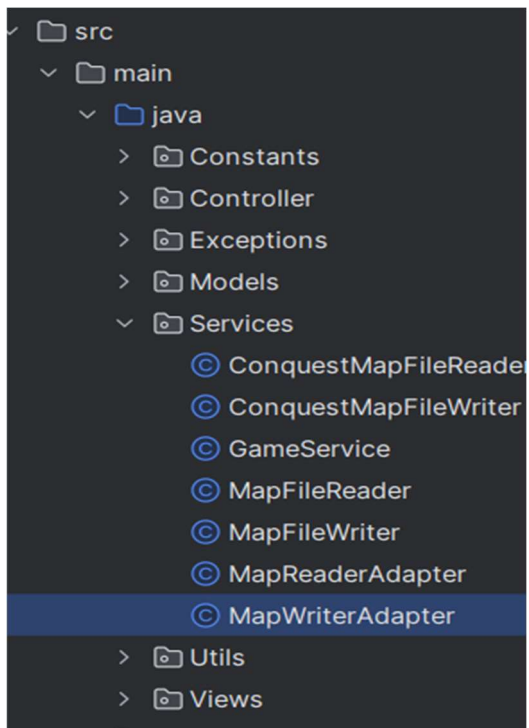 src
main
java
Constants
Controller
Exceptions
Models
Services
ConquestMapFileReader
ConquestMapFileWriter
GameService
MapFileReader
MapFileWriter
MapReaderAdapter
MapWriterAdapter
Utils
Views